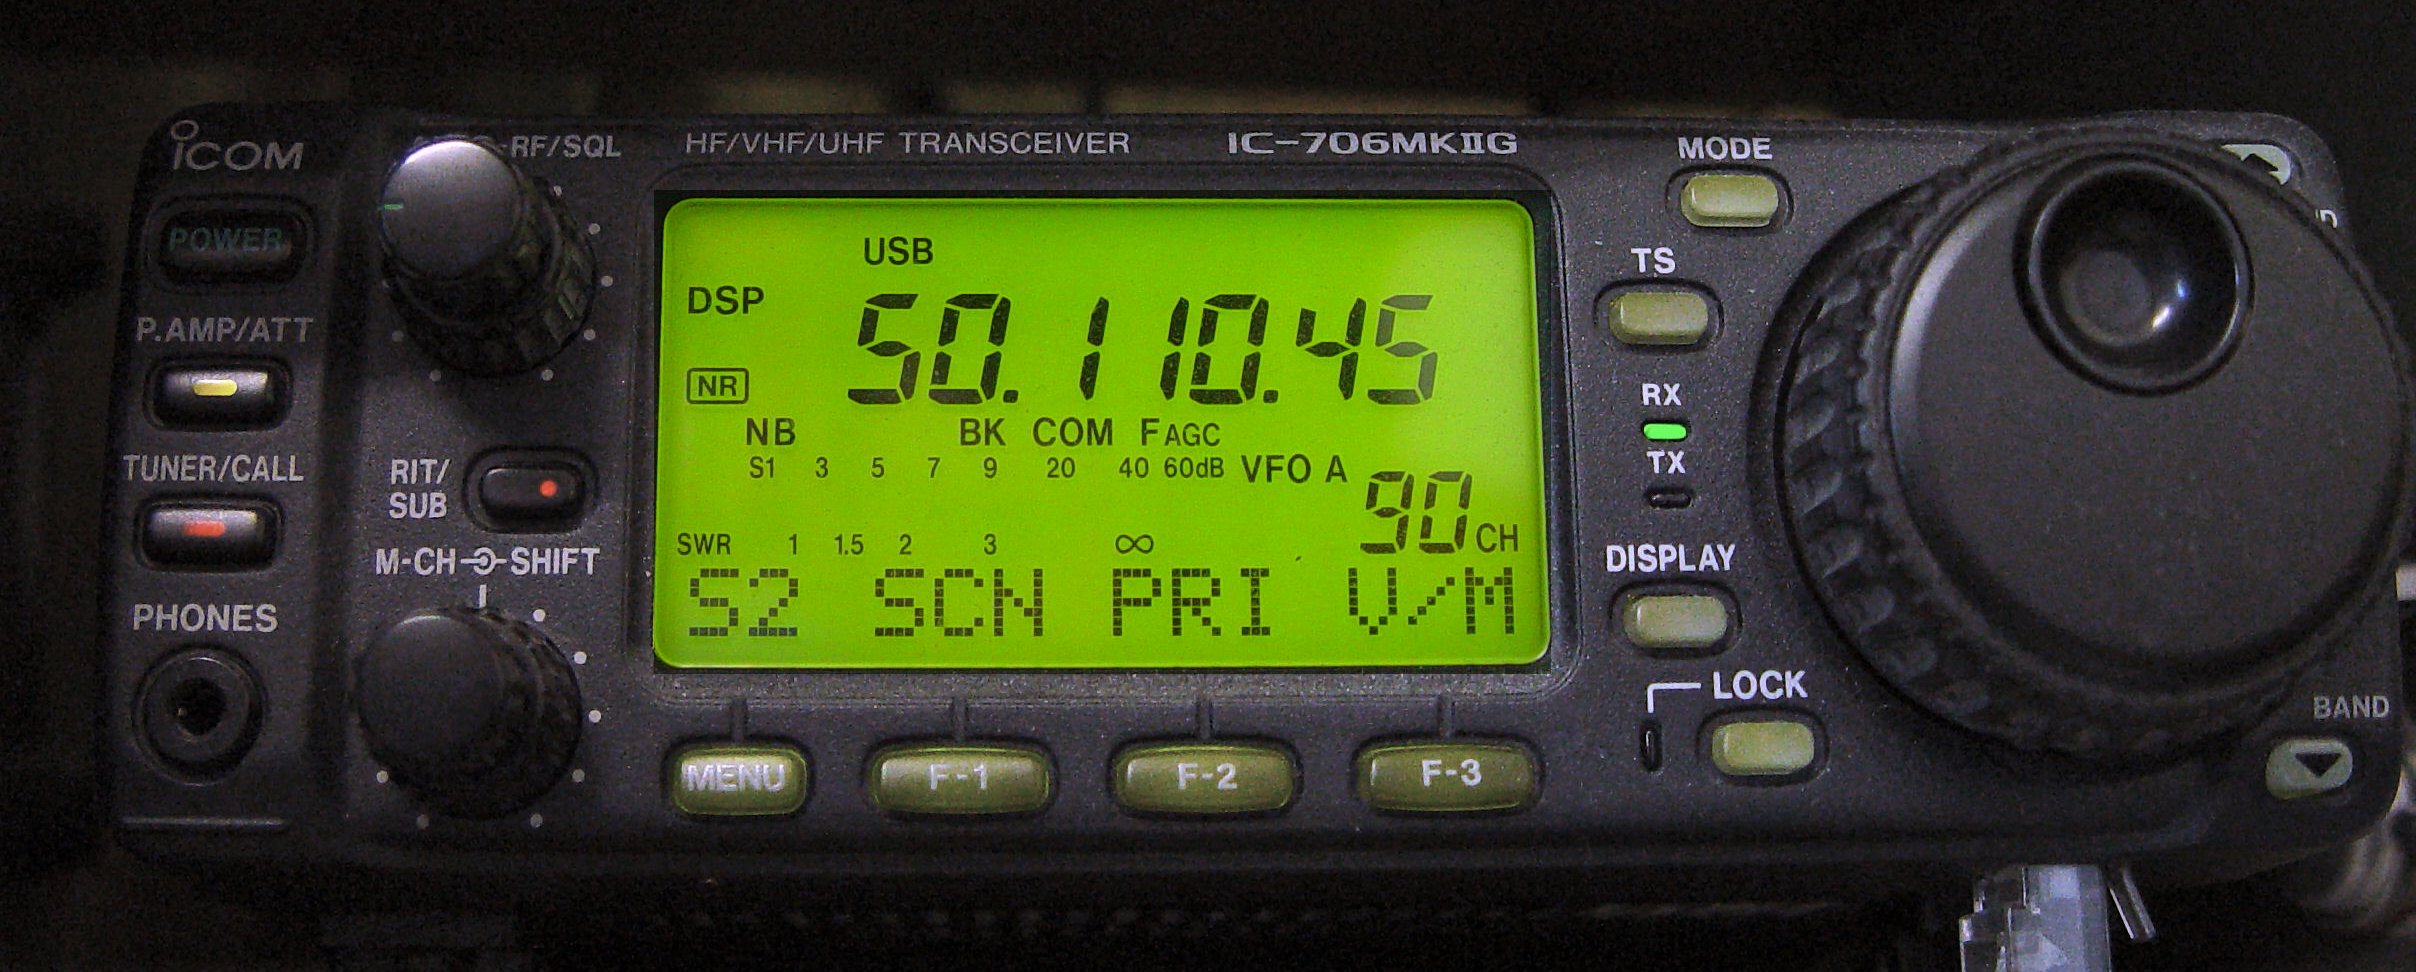 ICOM
RF/SQL
HF/VHF/UHF TRANSCEIVER
IC-706MKIIG
MODE
POWER
USB
DSP
50.110.45
TS
P.AMP/ATT
NR
RX
NB BK COM F AGC
S1 3 5 7 9 20 40 60dB VFO A
TX
TUNER/CALL
RIT/
SUB
90 CH
SWR 1 1.5 2 3 ∞
M-CH SHIFT
DISPLAY
S2 SCN PRI V/M
PHONES
LOCK
BAND
MENU F-1 F-2 F-3